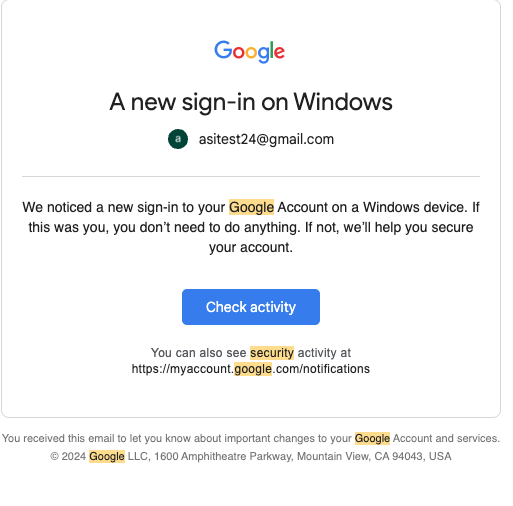 Google
A new sign-in on Windows
a asitest24@gmail.com
We noticed a new sign-in to your Google Account on a Windows device. If
this was you, you don’t need to do anything. If not, we’ll help you secure
your account.
Check activity
You can also see security activity at
https://myaccount.google.com/notifications
You received this email to let you know about important changes to your Google Account and services.
© 2024 Google LLC, 1600 Amphitheatre Parkway, Mountain View, CA 94043, USA